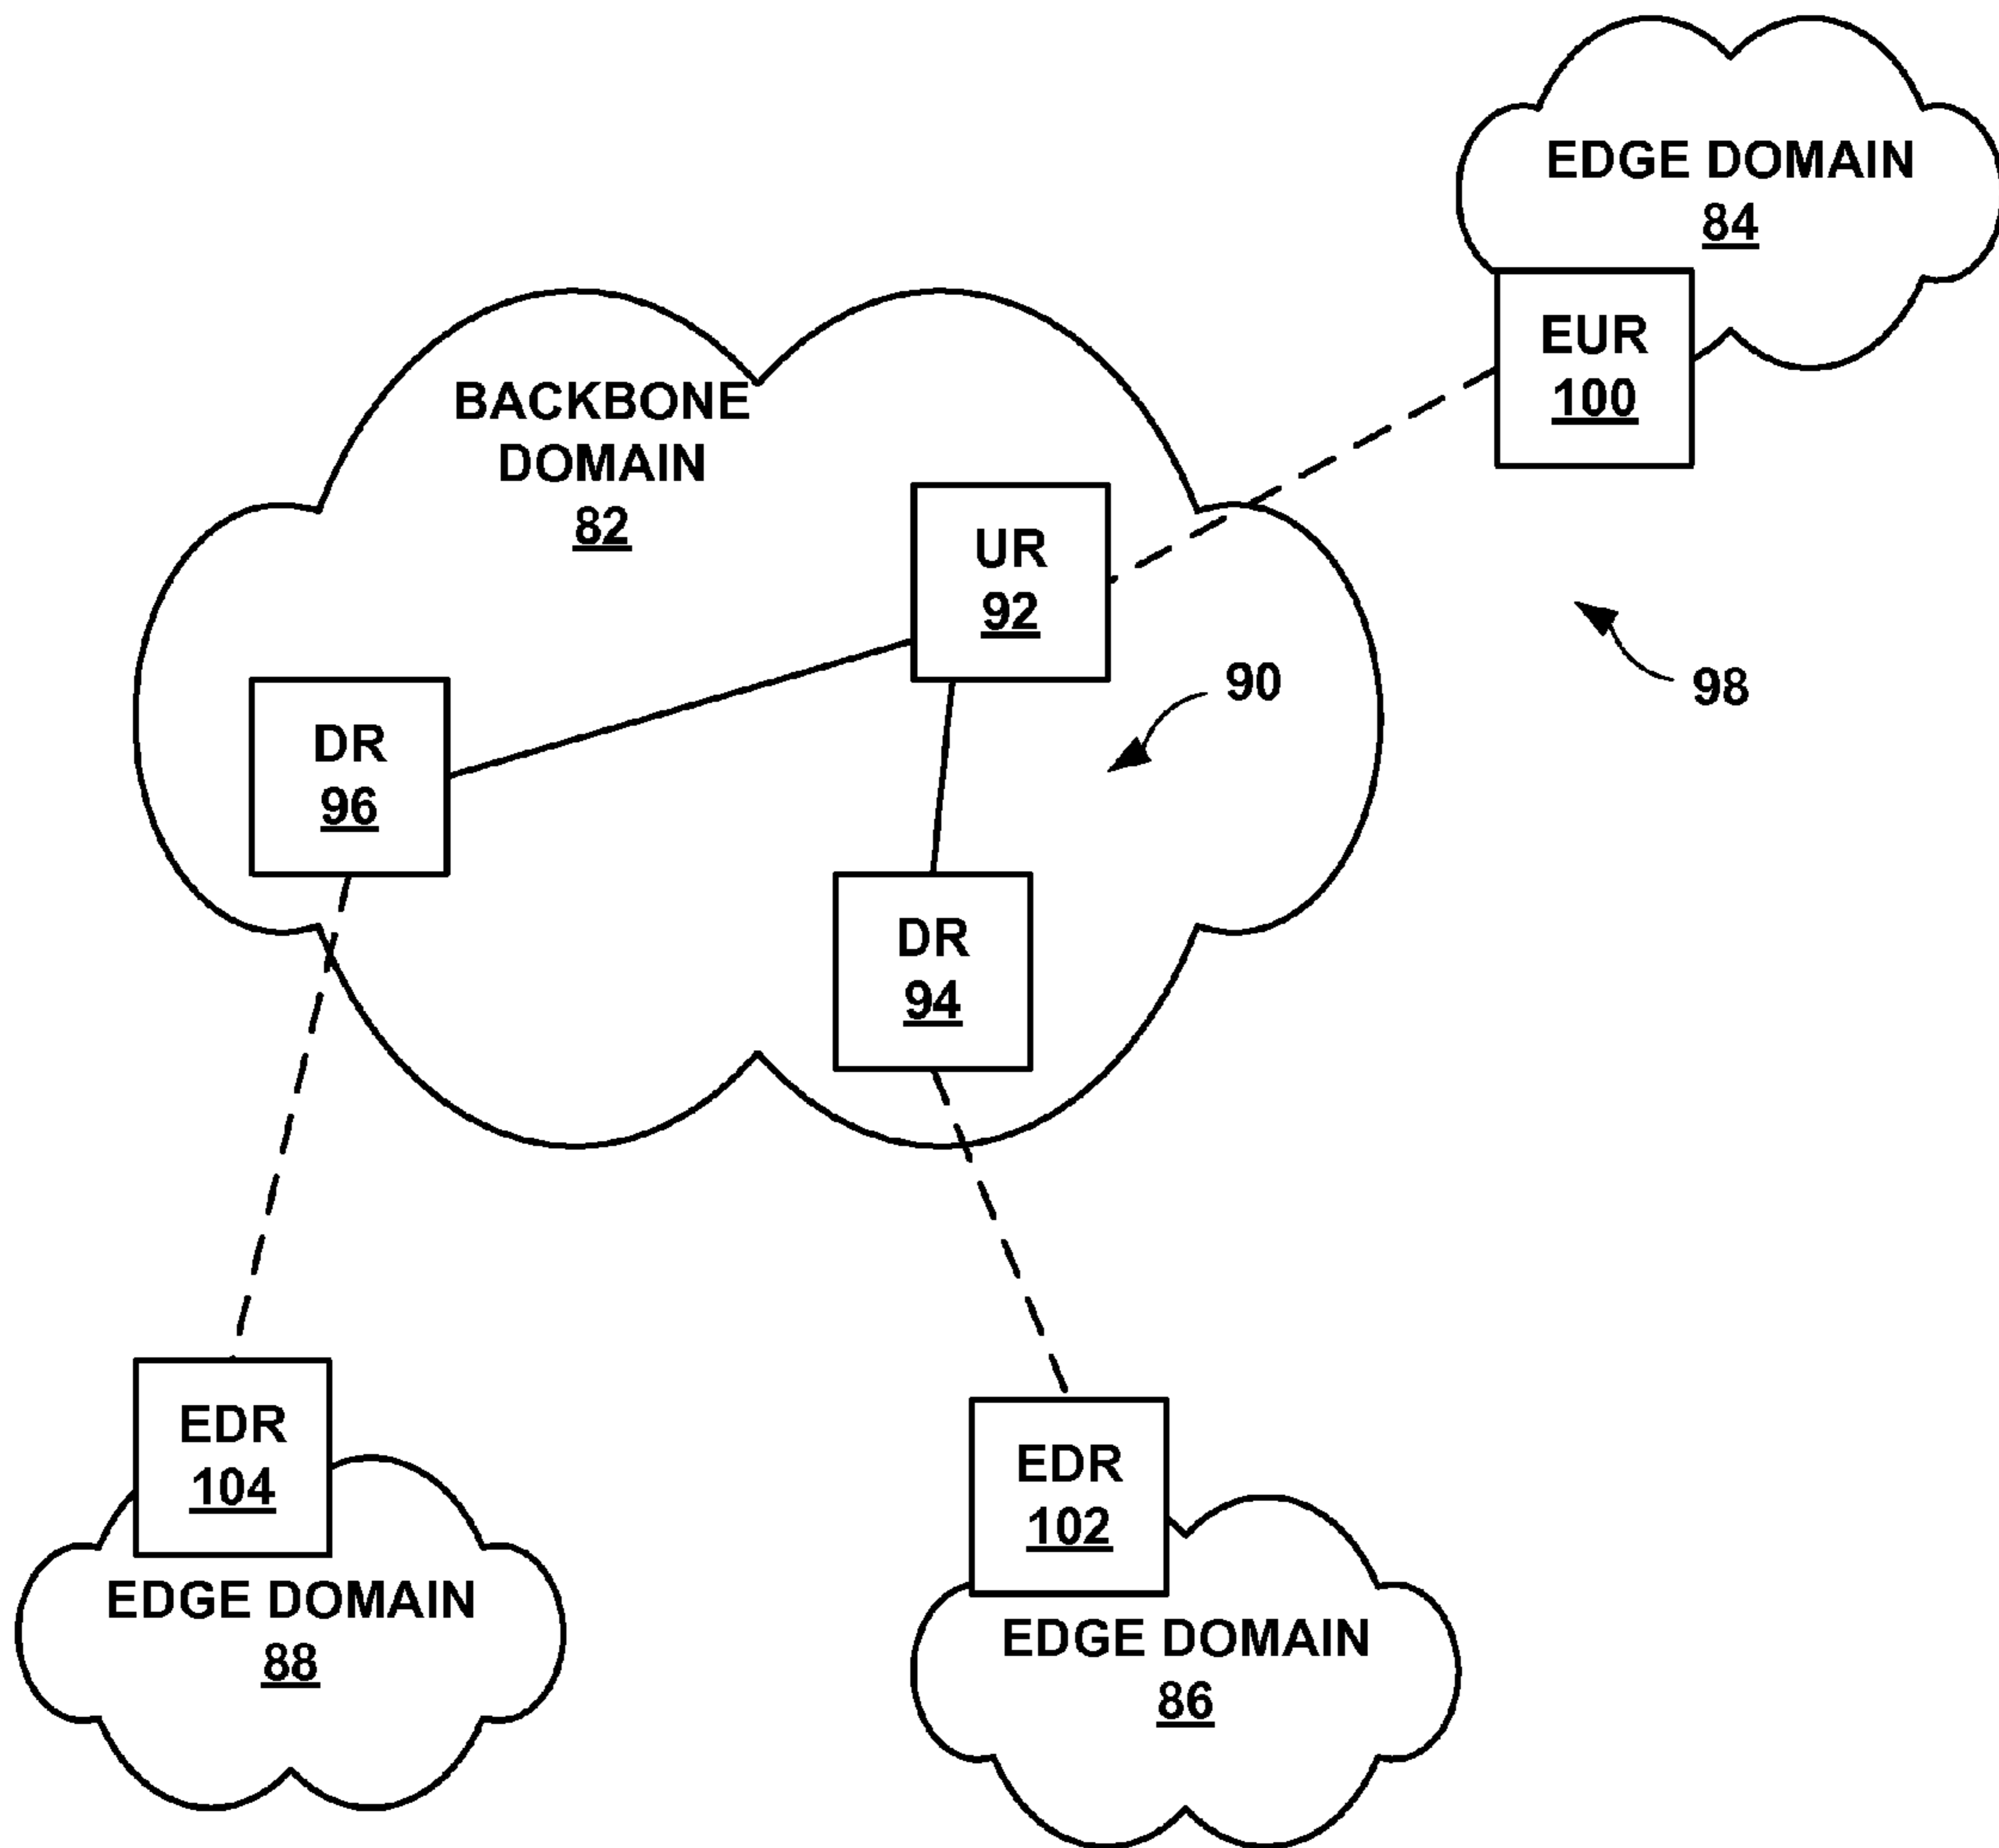 EDGE DOMAIN
84
EUR
100
BACKBONE
DOMAIN
82
UR
92
90
98
DR
96
DR
94
EDR
104
EDGE DOMAIN
88
EDR
102
EDGE DOMAIN
86